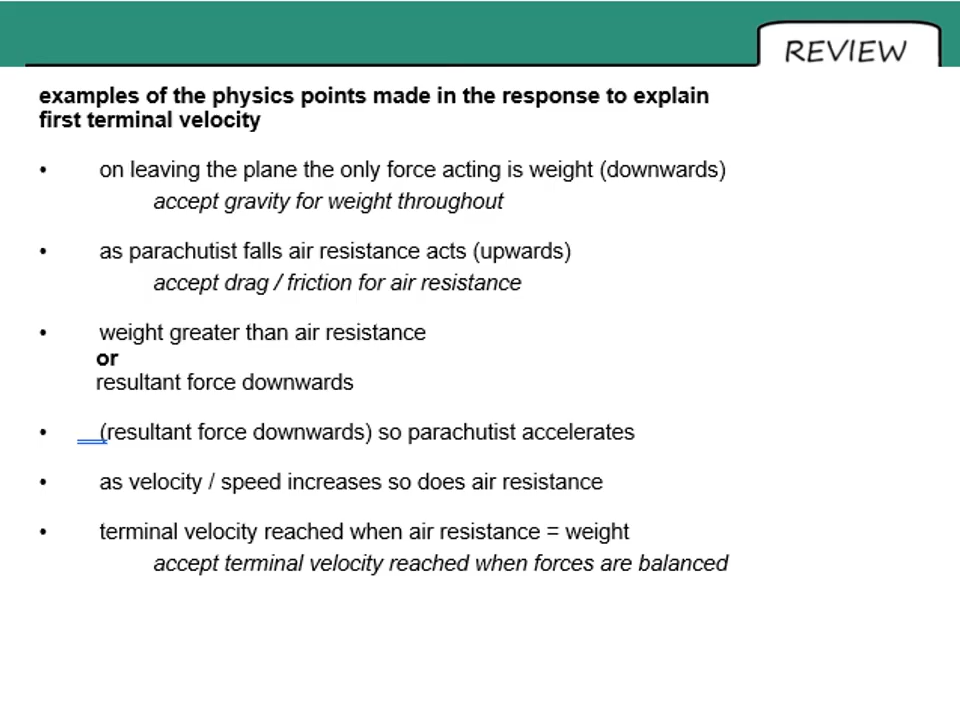 REVIEW
examples of the physics points made in the response to explain
first terminal velocity
• on leaving the plane the only force acting is weight (downwards)
accept gravity for weight throughout
• as parachutist falls air resistance acts (upwards)
accept drag / friction for air resistance
• weight greater than air resistance
or
resultant force downwards
• (resultant force downwards) so parachutist accelerates
• as velocity / speed increases so does air resistance
• terminal velocity reached when air resistance = weight
accept terminal velocity reached when forces are balanced